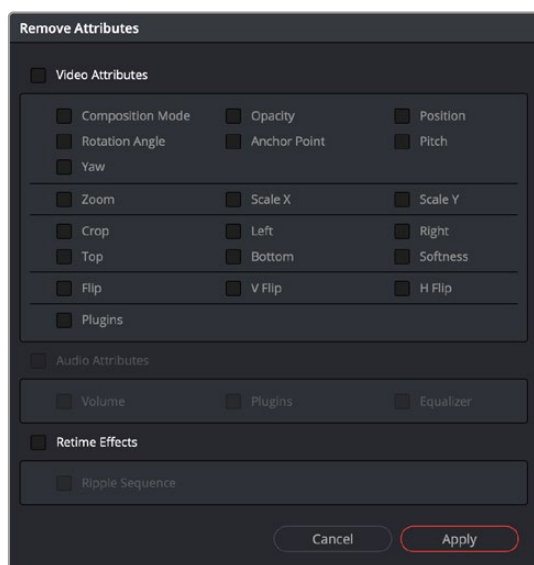 Remove Attributes
Video Attributes
Composition Mode Opacity Position
Rotation Angle Anchor Point Pitch
Yaw
Zoom Scale X Scale Y
Crop Left Right
Top Bottom Softness
Flip V Flip H Flip
Plugins
Audio Attributes
Volume Plugins Equalizer
Retime Effects
Ripple Sequence
Cancel Apply